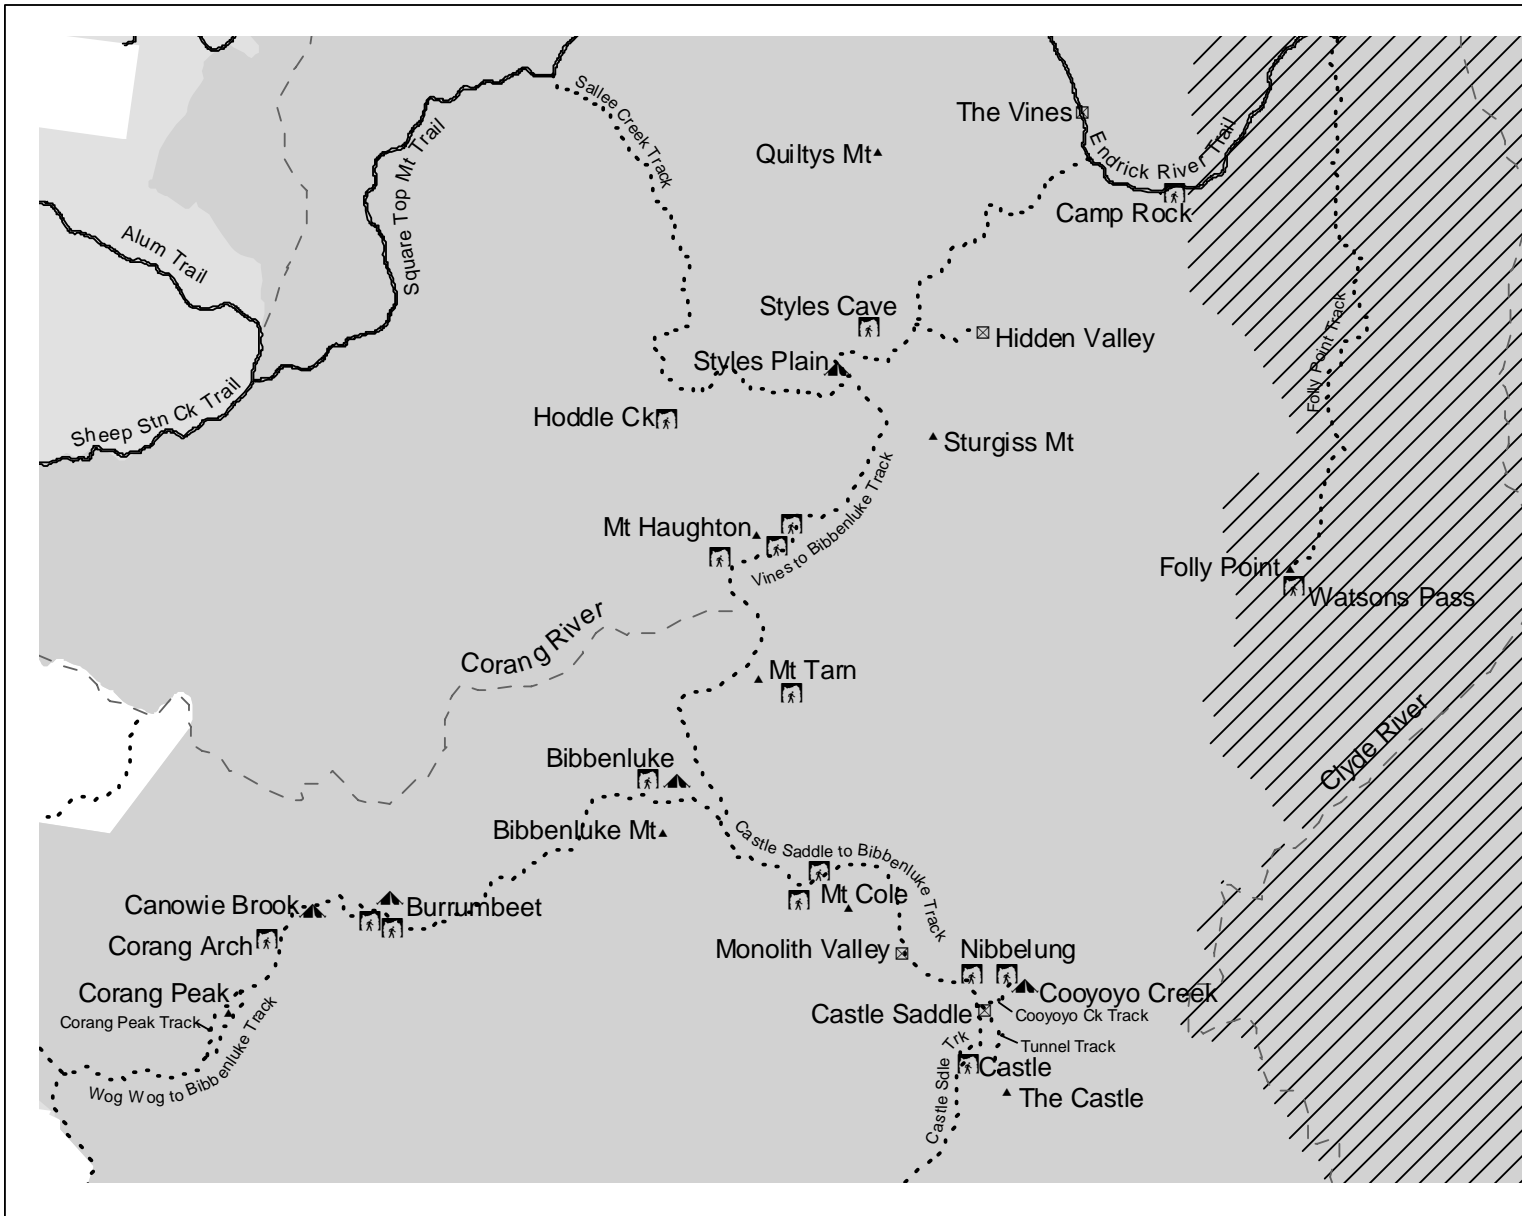 Sallee Creek Track
The Vines
Endrick River Trail
Quiltys Mt
Square Top Mt Trail
Camp Rock
Alum Trail
Styles Cave
Hidden Valley
Folly Point Track
Styles Plain
Sheep Stn Ck Trail
Hoddle Ck
Sturgiss Mt
Vines to Bibbenluke Track
Mt Haughton
Folly Point
Watsons Pass
Corang River
Mt Tarn
Clyde River
Bibbenluke
Bibbenluke Mt
Castle Saddle to Bibbenluke Track
Mt Cole
Canowie Brook
Burrumbeet
Corang Arch
Monolith Valley
Nibbelung
Corang Peak
Cooyoyo Creek
Corang Peak Track
Castle Saddle
Cooyoyo Ck Track
Tunnel Track
Castle Sdle Trk
Castle
Wog Wog to Bibbenluke Track
The Castle